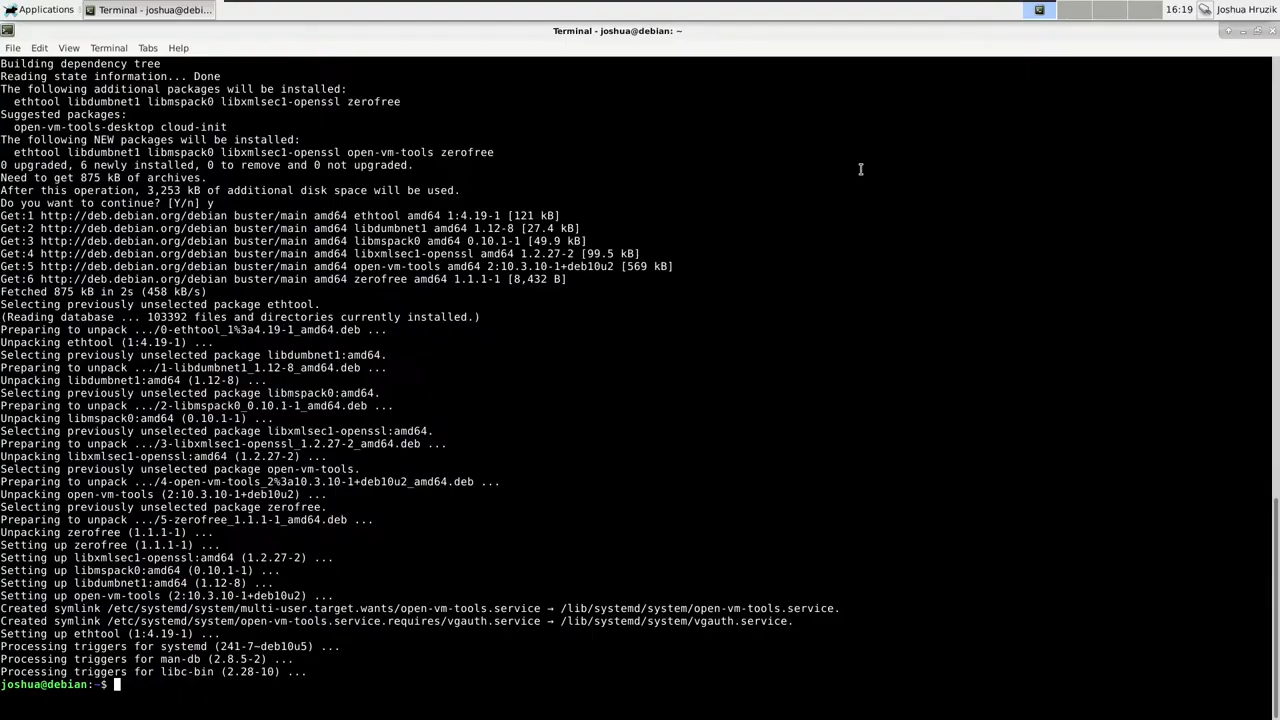 Applications Terminal - joshua@debi... 16:19 Joshua Hruzik
Terminal - joshua@debian: ~
File Edit View Terminal Tabs Help
Building dependency tree
Reading state information... Done
The following additional packages will be installed:
  ethtool libdumbnet1 libmspack0 libxmlsec1-openssl zerofree
Suggested packages:
  open-vm-tools-desktop cloud-init
The following NEW packages will be installed:
  ethtool libdumbnet1 libmspack0 libxmlsec1-openssl open-vm-tools zerofree
0 upgraded, 6 newly installed, 0 to remove and 0 not upgraded.
Need to get 875 kB of archives.
After this operation, 3,253 kB of additional disk space will be used.
Do you want to continue? [Y/n] y
Get:1 http://deb.debian.org/debian buster/main amd64 ethtool amd64 1:4.19-1 [121 kB]
Get:2 http://deb.debian.org/debian buster/main amd64 libdumbnet1 amd64 1.12-8 [27.4 kB]
Get:3 http://deb.debian.org/debian buster/main amd64 libmspack0 amd64 0.10.1-1 [49.9 kB]
Get:4 http://deb.debian.org/debian buster/main amd64 libxmlsec1-openssl amd64 1.2.27-2 [99.5 kB]
Get:5 http://deb.debian.org/debian buster/main amd64 open-vm-tools amd64 2:10.3.10-1+deb10u2 [569 kB]
Get:6 http://deb.debian.org/debian buster/main amd64 zerofree amd64 1.1.1-1 [8,432 B]
Fetched 875 kB in 2s (458 kB/s)
Selecting previously unselected package ethtool.
(Reading database ... 103392 files and directories currently installed.)
Preparing to unpack .../0-ethtool_1%3a4.19-1_amd64.deb ...
Unpacking ethtool (1:4.19-1) ...
Selecting previously unselected package libdumbnet1:amd64.
Preparing to unpack .../1-libdumbnet1_1.12-8_amd64.deb ...
Unpacking libdumbnet1:amd64 (1.12-8) ...
Selecting previously unselected package libmspack0:amd64.
Preparing to unpack .../2-libmspack0_0.10.1-1_amd64.deb ...
Unpacking libmspack0:amd64 (0.10.1-1) ...
Selecting previously unselected package libxmlsec1-openssl:amd64.
Preparing to unpack .../3-libxmlsec1-openssl_1.2.27-2_amd64.deb ...
Unpacking libxmlsec1-openssl:amd64 (1.2.27-2) ...
Selecting previously unselected package open-vm-tools.
Preparing to unpack .../4-open-vm-tools_2%3a10.3.10-1+deb10u2_amd64.deb ...
Unpacking open-vm-tools (2:10.3.10-1+deb10u2) ...
Selecting previously unselected package zerofree.
Preparing to unpack .../5-zerofree_1.1.1-1_amd64.deb ...
Unpacking zerofree (1.1.1-1) ...
Setting up zerofree (1.1.1-1) ...
Setting up libxmlsec1-openssl:amd64 (1.2.27-2) ...
Setting up libmspack0:amd64 (0.10.1-1) ...
Setting up libdumbnet1:amd64 (1.12-8) ...
Setting up open-vm-tools (2:10.3.10-1+deb10u2) ...
Created symlink /etc/systemd/system/multi-user.target.wants/open-vm-tools.service → /lib/systemd/system/open-vm-tools.service.
Created symlink /etc/systemd/system/open-vm-tools.service.requires/vgauth.service → /lib/systemd/system/vgauth.service.
Setting up ethtool (1:4.19-1) ...
Processing triggers for systemd (241-7~deb10u5) ...
Processing triggers for man-db (2.8.5-2) ...
Processing triggers for libc-bin (2.28-10) ...
joshua@debian:~$